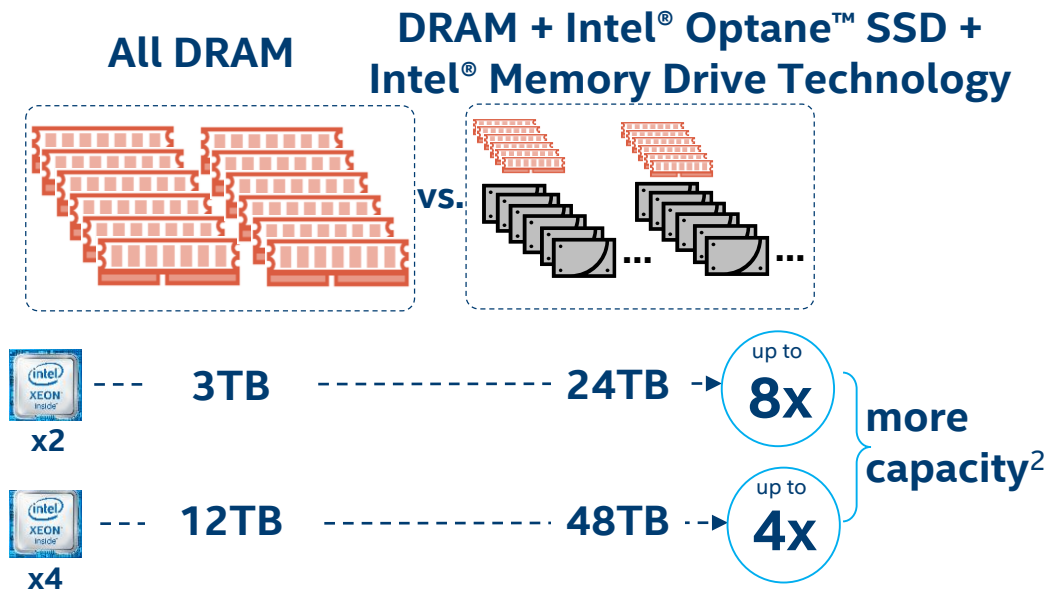 All DRAM
DRAM + Intel® Optane™ SSD +
Intel® Memory Drive Technology
vs.
...
...
intel
XEON
inside
x2
3TB
24TB
up to
8x
more
capacity2
intel
XEON
inside
x4
12TB
48TB
up to
4x